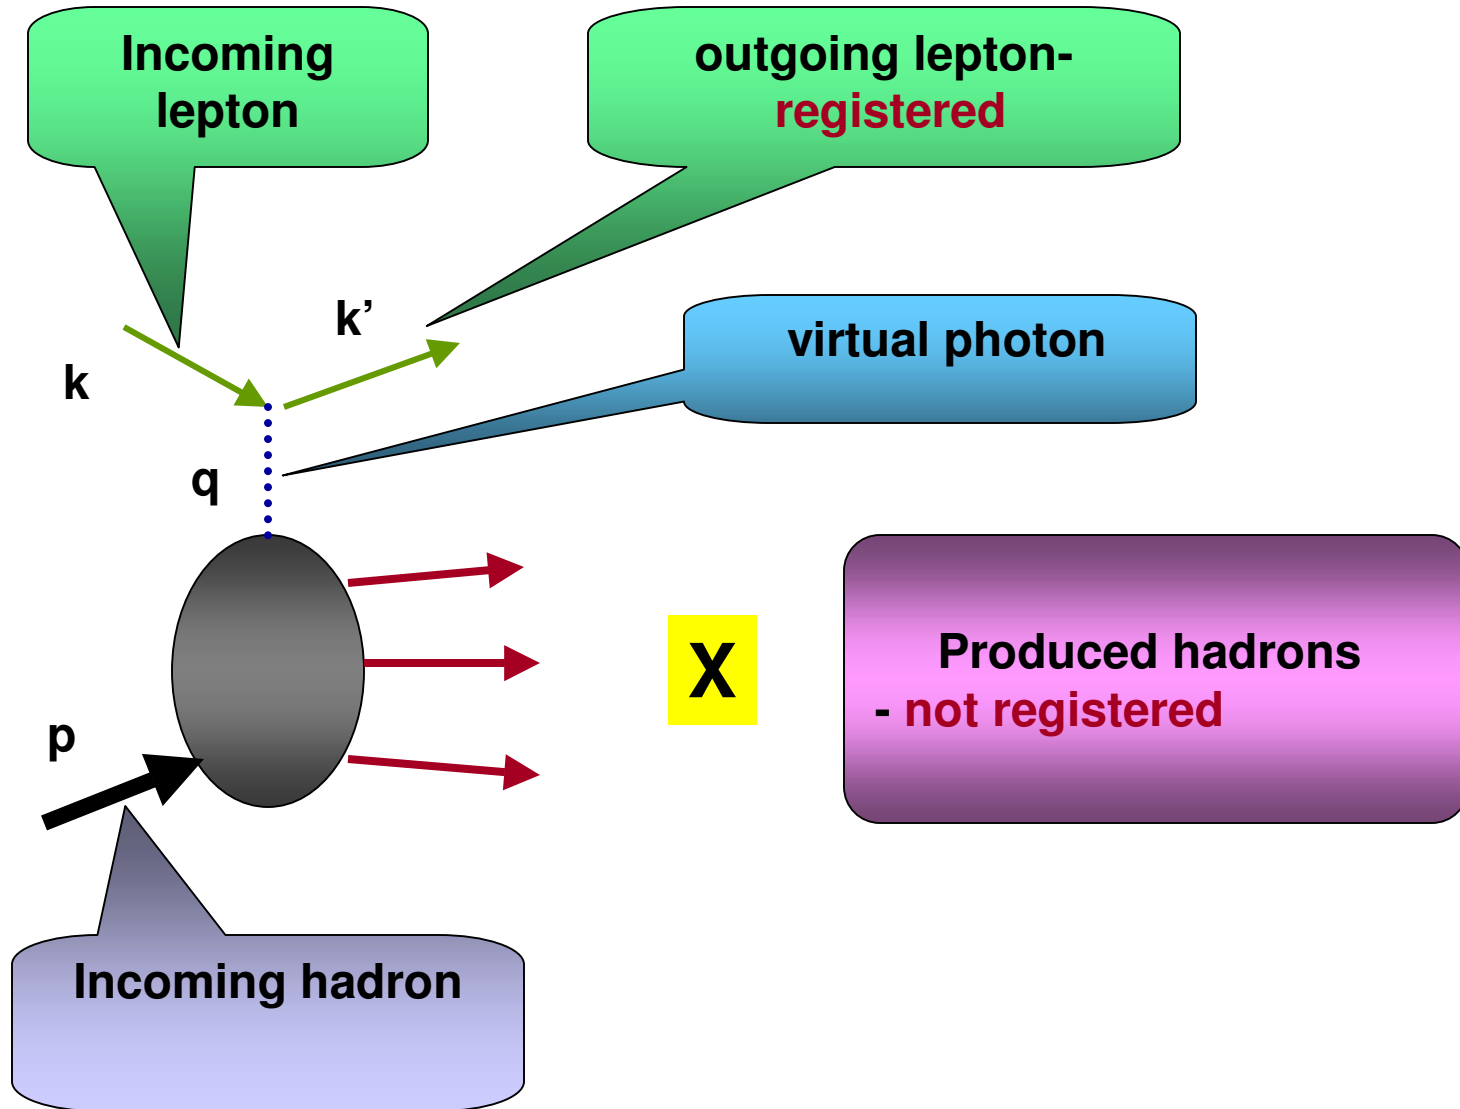 Incoming
lepton
outgoing lepton-
registered
k’
virtual photon
k
q
Produced hadrons
X
- not registered
p
Incoming hadron